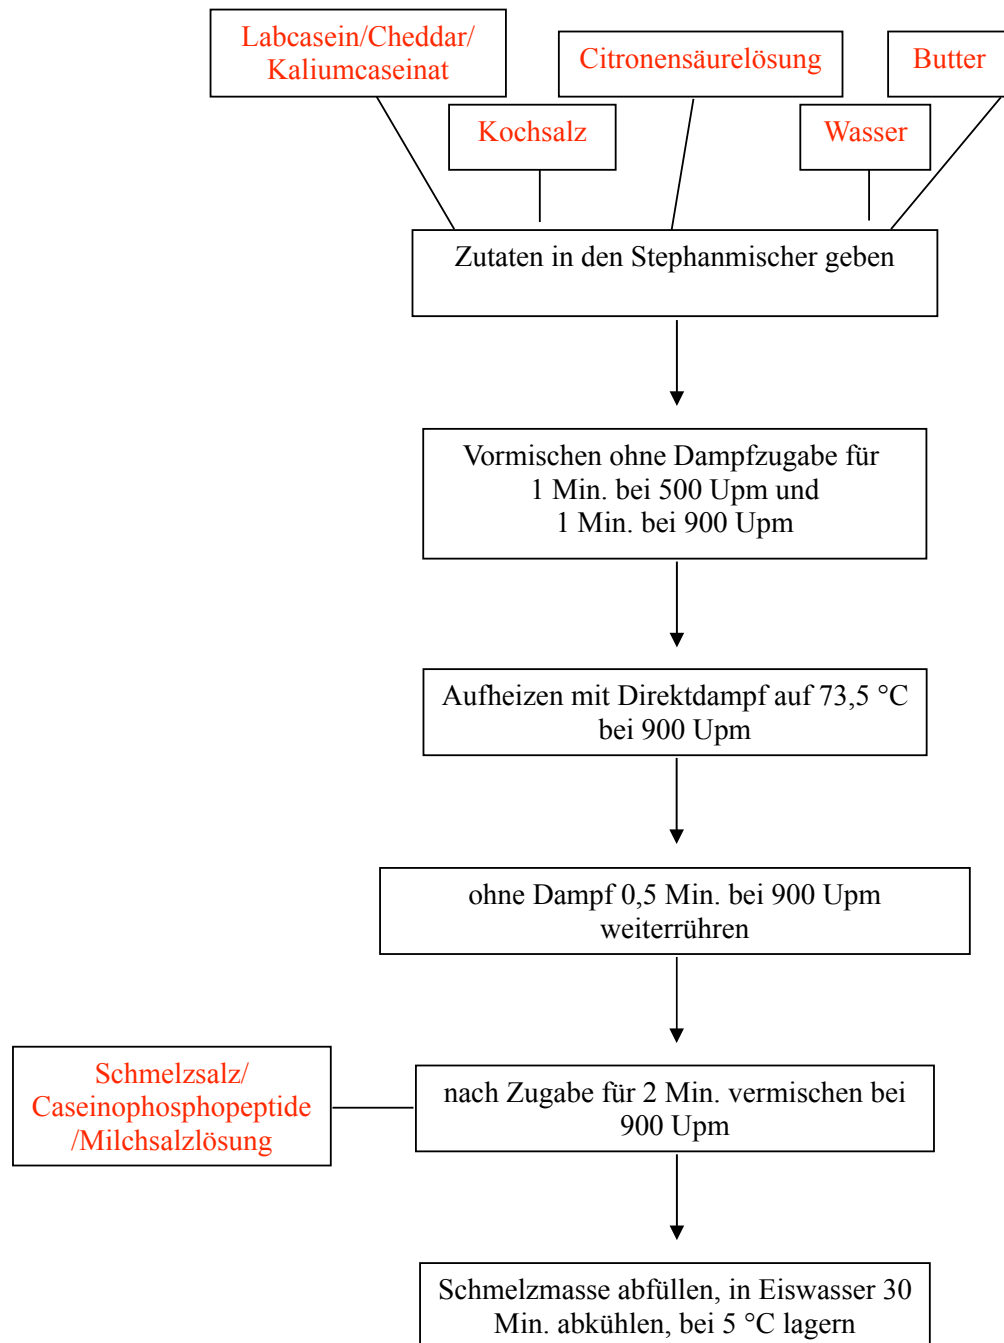 Labcasein/Cheddar/
Kaliumcaseinat
Citronensäurelösung
Butter
Kochsalz
Wasser
Zutaten in den Stephanmischer geben
Vormischen ohne Dampfzugabe für
1 Min. bei 500 Upm und
1 Min. bei 900 Upm
Aufheizen mit Direktdampf auf 73,5 °C
bei 900 Upm
ohne Dampf 0,5 Min. bei 900 Upm
weiterrühren
Schmelzsalz/
Caseinophosphopeptide
/Milchsalzlösung
nach Zugabe für 2 Min. vermischen bei
900 Upm
Schmelzmasse abfüllen, in Eiswasser 30
Min. abkühlen, bei 5 °C lagern